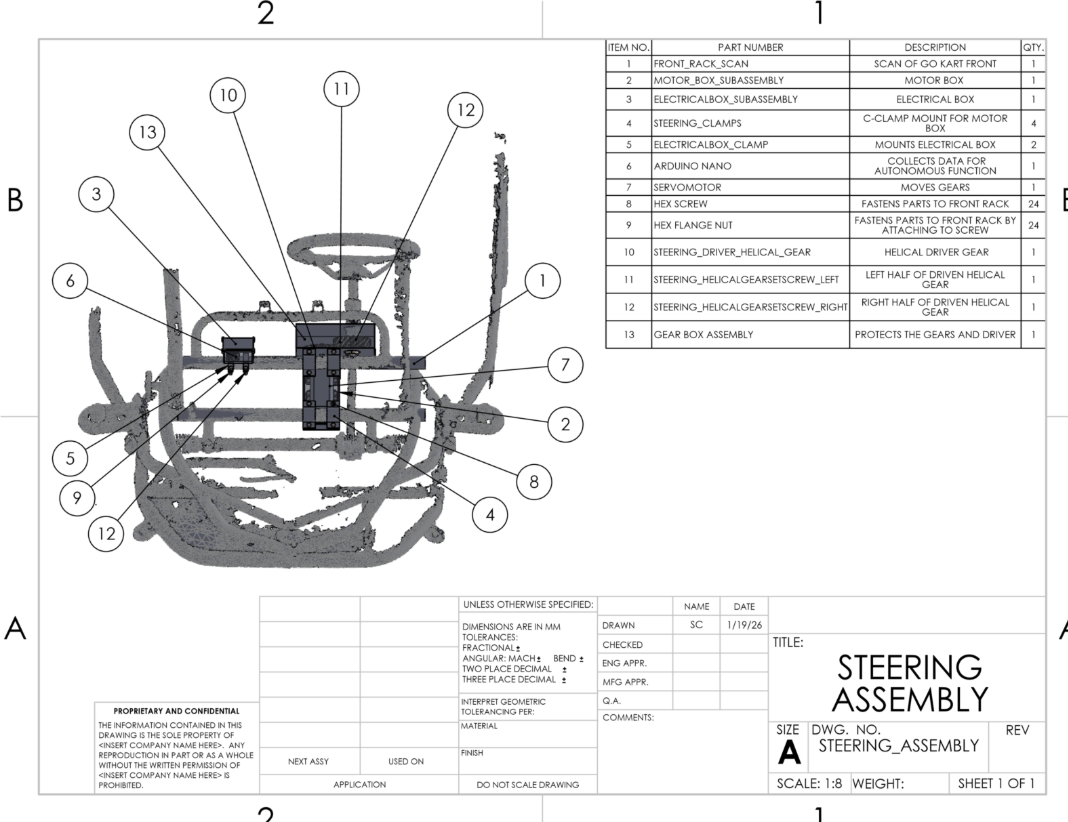 2
1
ITEM NO. PART NUMBER DESCRIPTION QTY.
1 FRONT_RACK_SCAN SCAN OF GO KART FRONT 1
2 MOTOR_BOX_SUBASSEMBLY MOTOR BOX 1
3 ELECTRICALBOX_SUBASSEMBLY ELECTRICAL BOX 1
4 STEERING_CLAMPS C-CLAMP MOUNT FOR MOTOR
BOX 4
5 ELECTRICALBOX_CLAMP MOUNTS ELECTRICAL BOX 2
6 ARDUINO NANO COLLECTS DATA FOR
AUTONOMOUS FUNCTION 1
7 SERVOMOTOR MOVES GEARS 1
8 HEX SCREW FASTENS PARTS TO FRONT RACK 24
9 HEX FLANGE NUT FASTENS PARTS TO FRONT RACK BY
ATTACHING TO SCREW 24
10 STEERING_DRIVER_HELICAL_GEAR HELICAL DRIVER GEAR 1
11 STEERING_HELICALGEARSETSCREW_LEFT LEFT HALF OF DRIVEN HELICAL
GEAR 1
12 STEERING_HELICALGEARSETSCREW_RIGHT RIGHT HALF OF DRIVEN HELICAL
GEAR 1
13 GEAR BOX ASSEMBLY PROTECTS THE GEARS AND DRIVER 1
11
10
12
13
3
B
6
1
7
2
5
8
9
4
12
A
UNLESS OTHERWISE SPECIFIED:
DIMENSIONS ARE IN MM
TOLERANCES:
FRACTIONAL±
ANGULAR: MACH± BEND ±
TWO PLACE DECIMAL ±
THREE PLACE DECIMAL ±
INTERPRET GEOMETRIC
TOLERANCING PER:
MATERIAL
FINISH
DO NOT SCALE DRAWING
NAME DATE
DRAWN SC 1/19/26
CHECKED
ENG APPR.
MFG APPR.
Q.A.
COMMENTS:
TITLE:
STEERING
ASSEMBLY
SIZE DWG. NO. REV
A STEERING_ASSEMBLY
SCALE: 1:8 WEIGHT: SHEET 1 OF 1
PROPRIETARY AND CONFIDENTIAL
THE INFORMATION CONTAINED IN THIS
DRAWING IS THE SOLE PROPERTY OF
<INSERT COMPANY NAME HERE>. ANY
REPRODUCTION IN PART OR AS A WHOLE
WITHOUT THE WRITTEN PERMISSION OF
<INSERT COMPANY NAME HERE> IS
PROHIBITED.
NEXT ASSY USED ON
APPLICATION
2
1